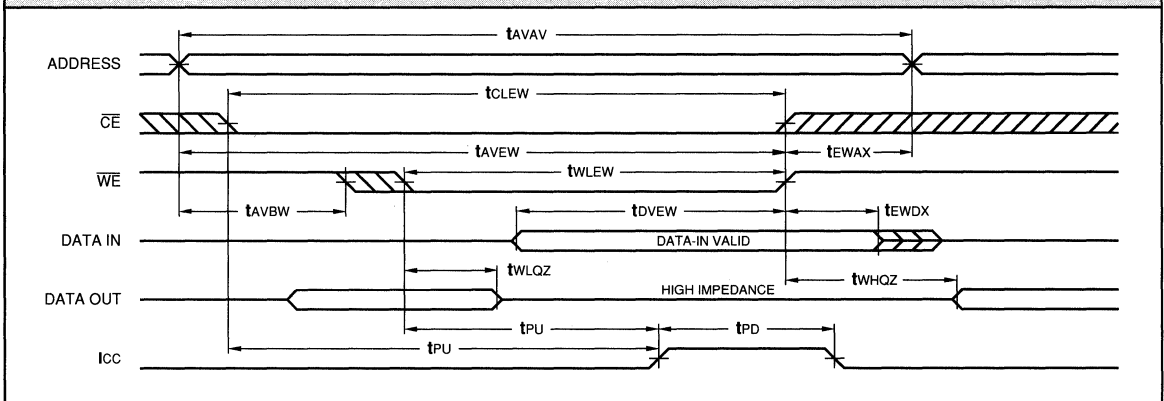 tAVAV
ADDRESS
tCLEW
CE
tAVEW
tEWAX
WE
tWLEW
tAVBW
tDVEW
tEWDX
DATA IN
DATA-IN VALID
tWLQZ
tWHQZ
DATA OUT
HIGH IMPEDANCE
tPU
tPD
tPU
ICC